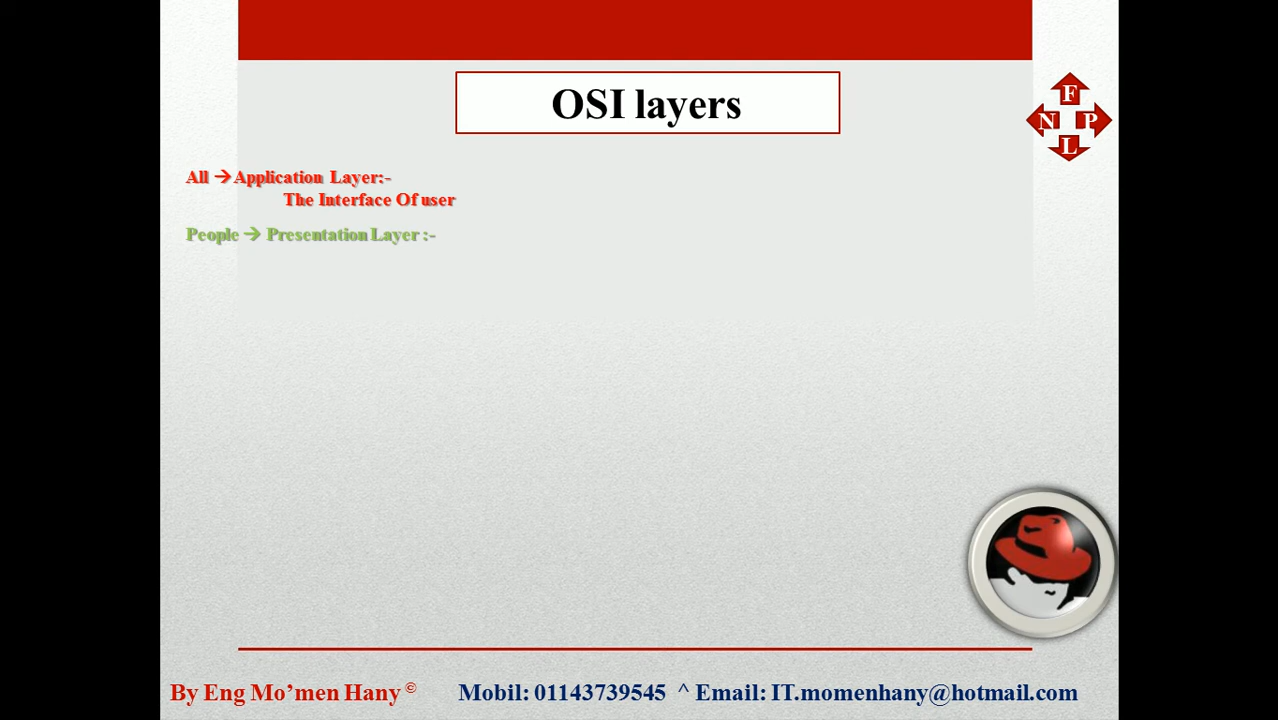 OSI layers
F
N P
L
All → Application Layer:-
The Interface Of user
People → Presentation Layer :-
By Eng Mo’men Hany © Mobil: 01143739545 ^ Email: IT.momenhany@hotmail.com